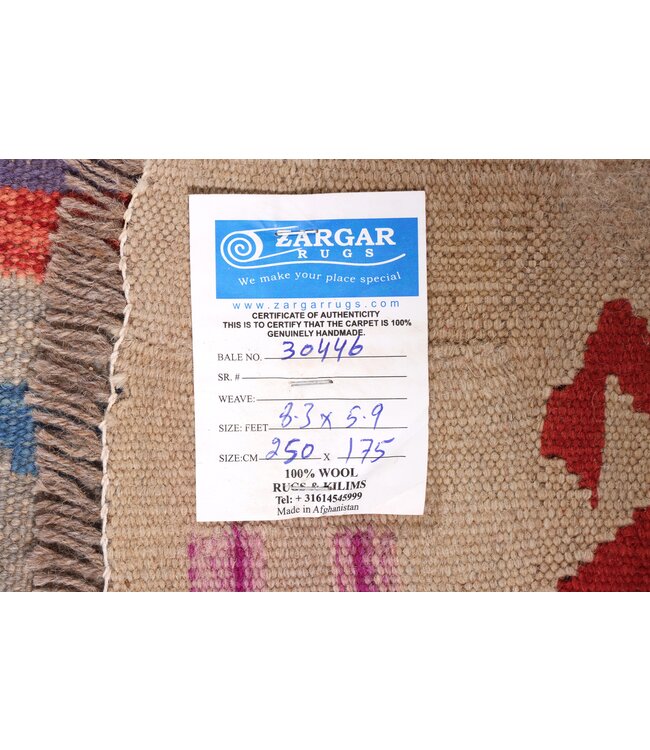 ZARGAR
RUGS
We make your place special
www.zargarrugs.com
CERTIFICATE OF AUTHENTICITY
THIS IS TO CERTIFY THAT THE CARPET IS 100%
GENUINELY HANDMADE.
BALE NO. 30446
SR. #
WEAVE:
SIZE: FEET 8.3 x 5.9
SIZE:CM 250 X 175
100% WOOL
RUGS & KILIMS
Tel: + 31614545999
Made in Afghanistan